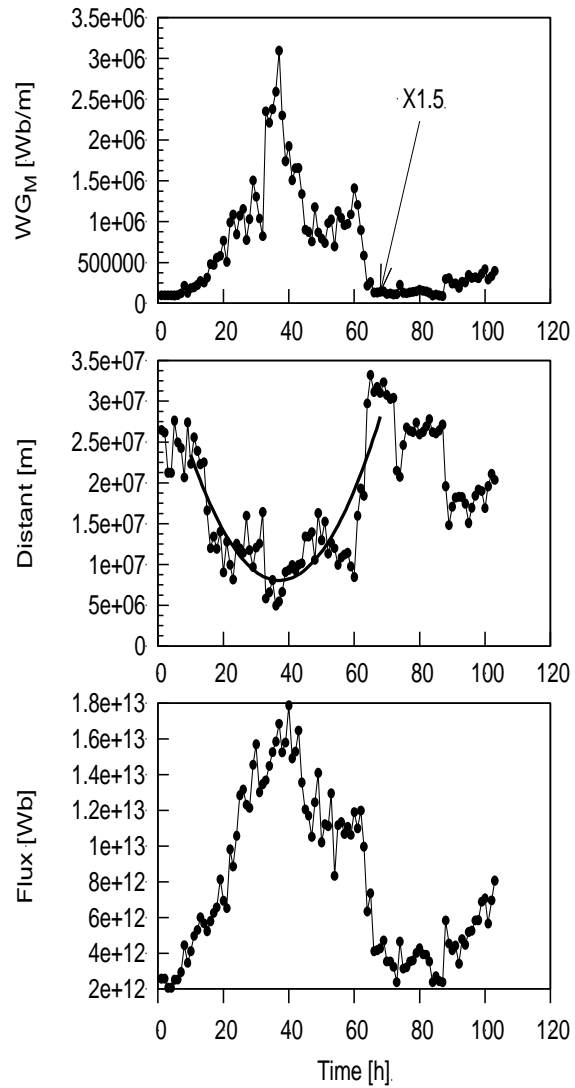 3.5e+06
3e+06
2.5e+06
2e+06
1.5e+06
1e+06
500000
0
WG_M [Wb/m]
X1.5
0 20 40 60 80 100 120
3.5e+07
3e+07
2.5e+07
2e+07
1.5e+07
1e+07
5e+06
0
Distant [m]
0 20 40 60 80 100 120
1.8e+13
1.6e+13
1.4e+13
1.2e+13
1e+13
8e+12
6e+12
4e+12
2e+12
Flux [Wb]
0 20 40 60 80 100 120
Time [h]